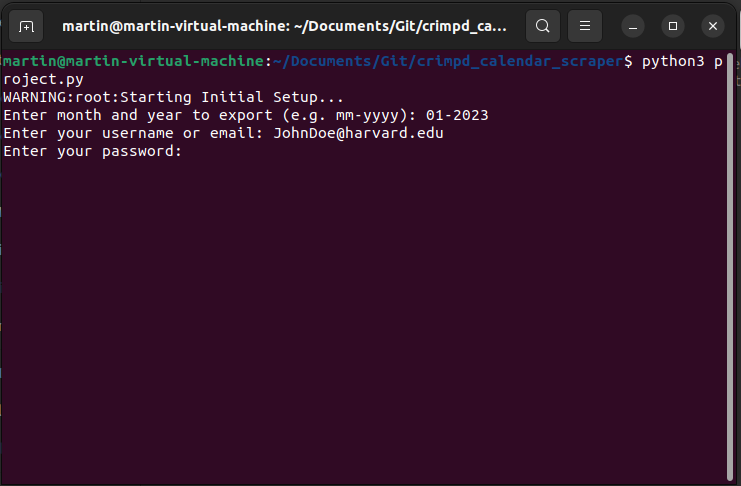 martin@martin-virtual-machine: ~/Documents/Git/crimpd_ca...
martin@martin-virtual-machine:~/Documents/Git/crimpd_calendar_scraper$ python3 p
roject.py
WARNING:root:Starting Initial Setup...
Enter month and year to export (e.g. mm-yyyy): 01-2023
Enter your username or email: JohnDoe@harvard.edu
Enter your password: